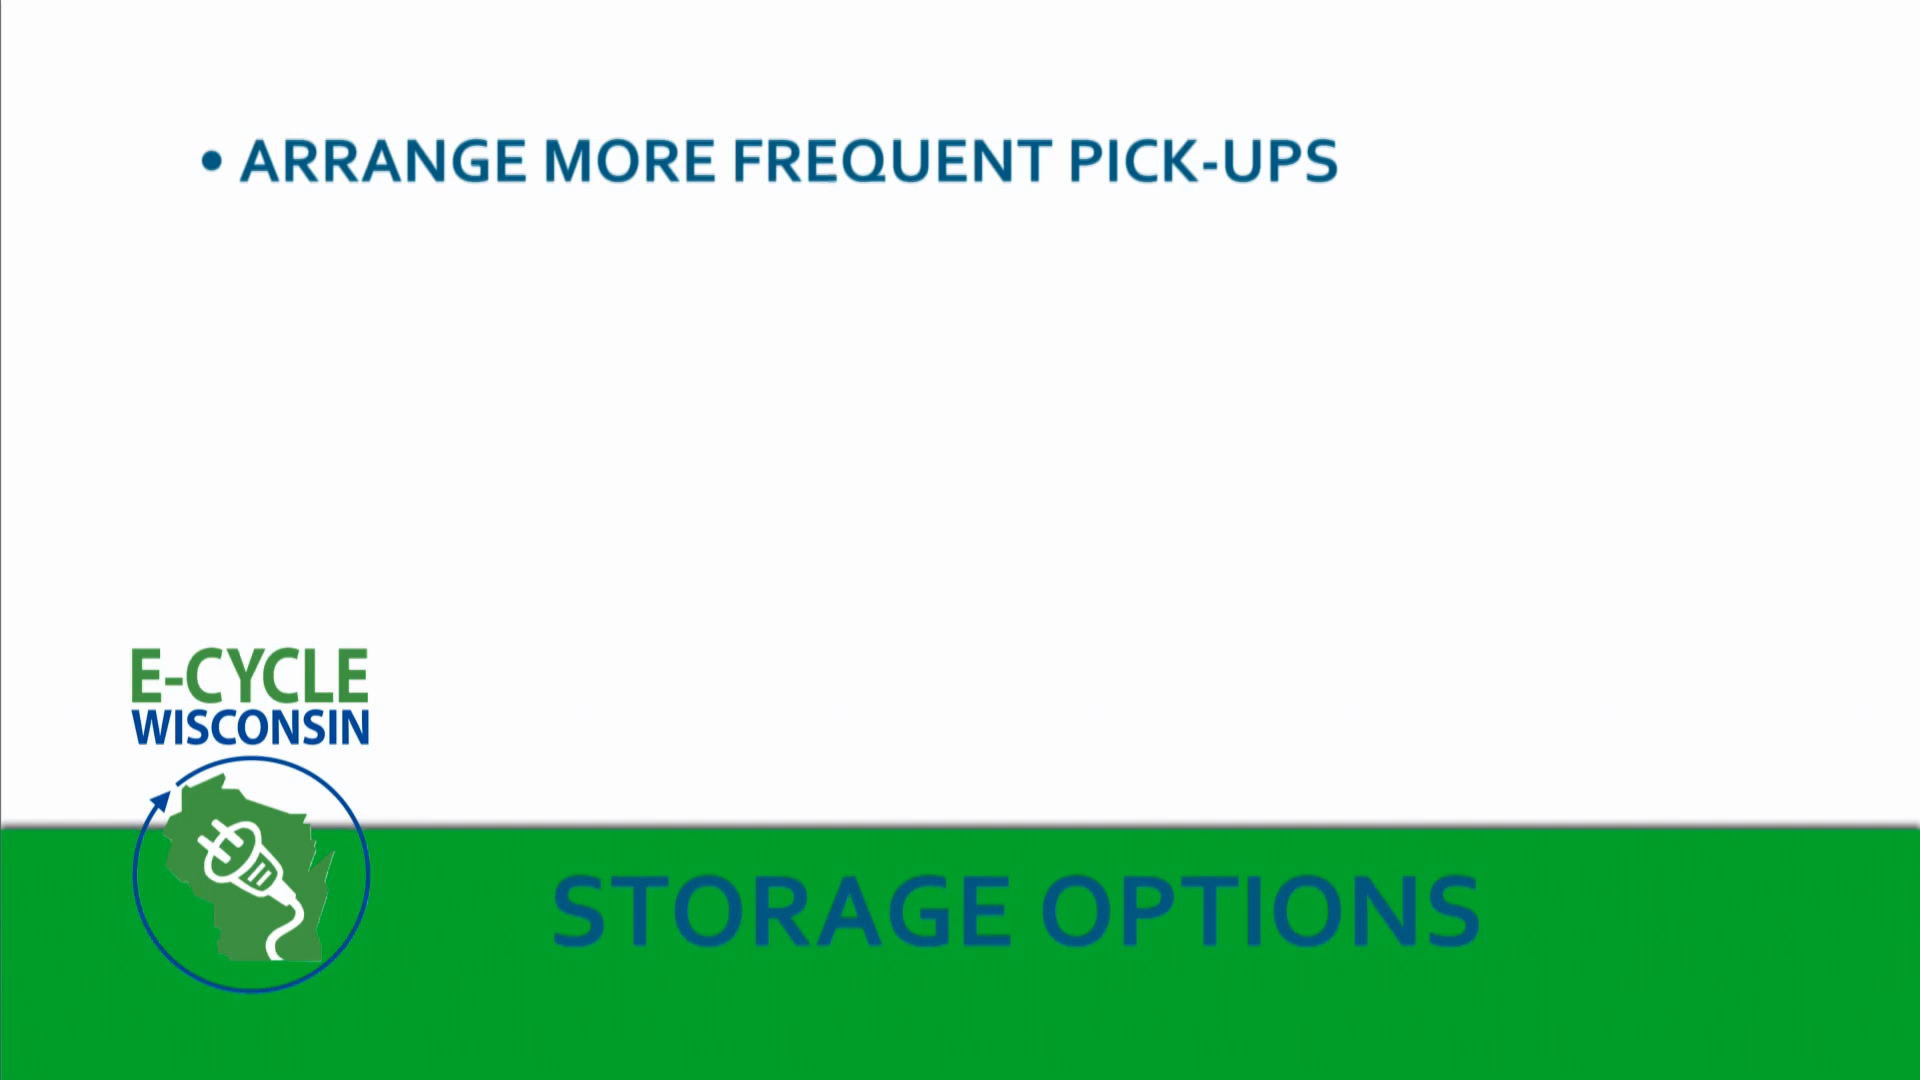 • ARRANGE MORE FREQUENT PICK-UPS
E-CYCLE
WISCONSIN
STORAGE OPTIONS